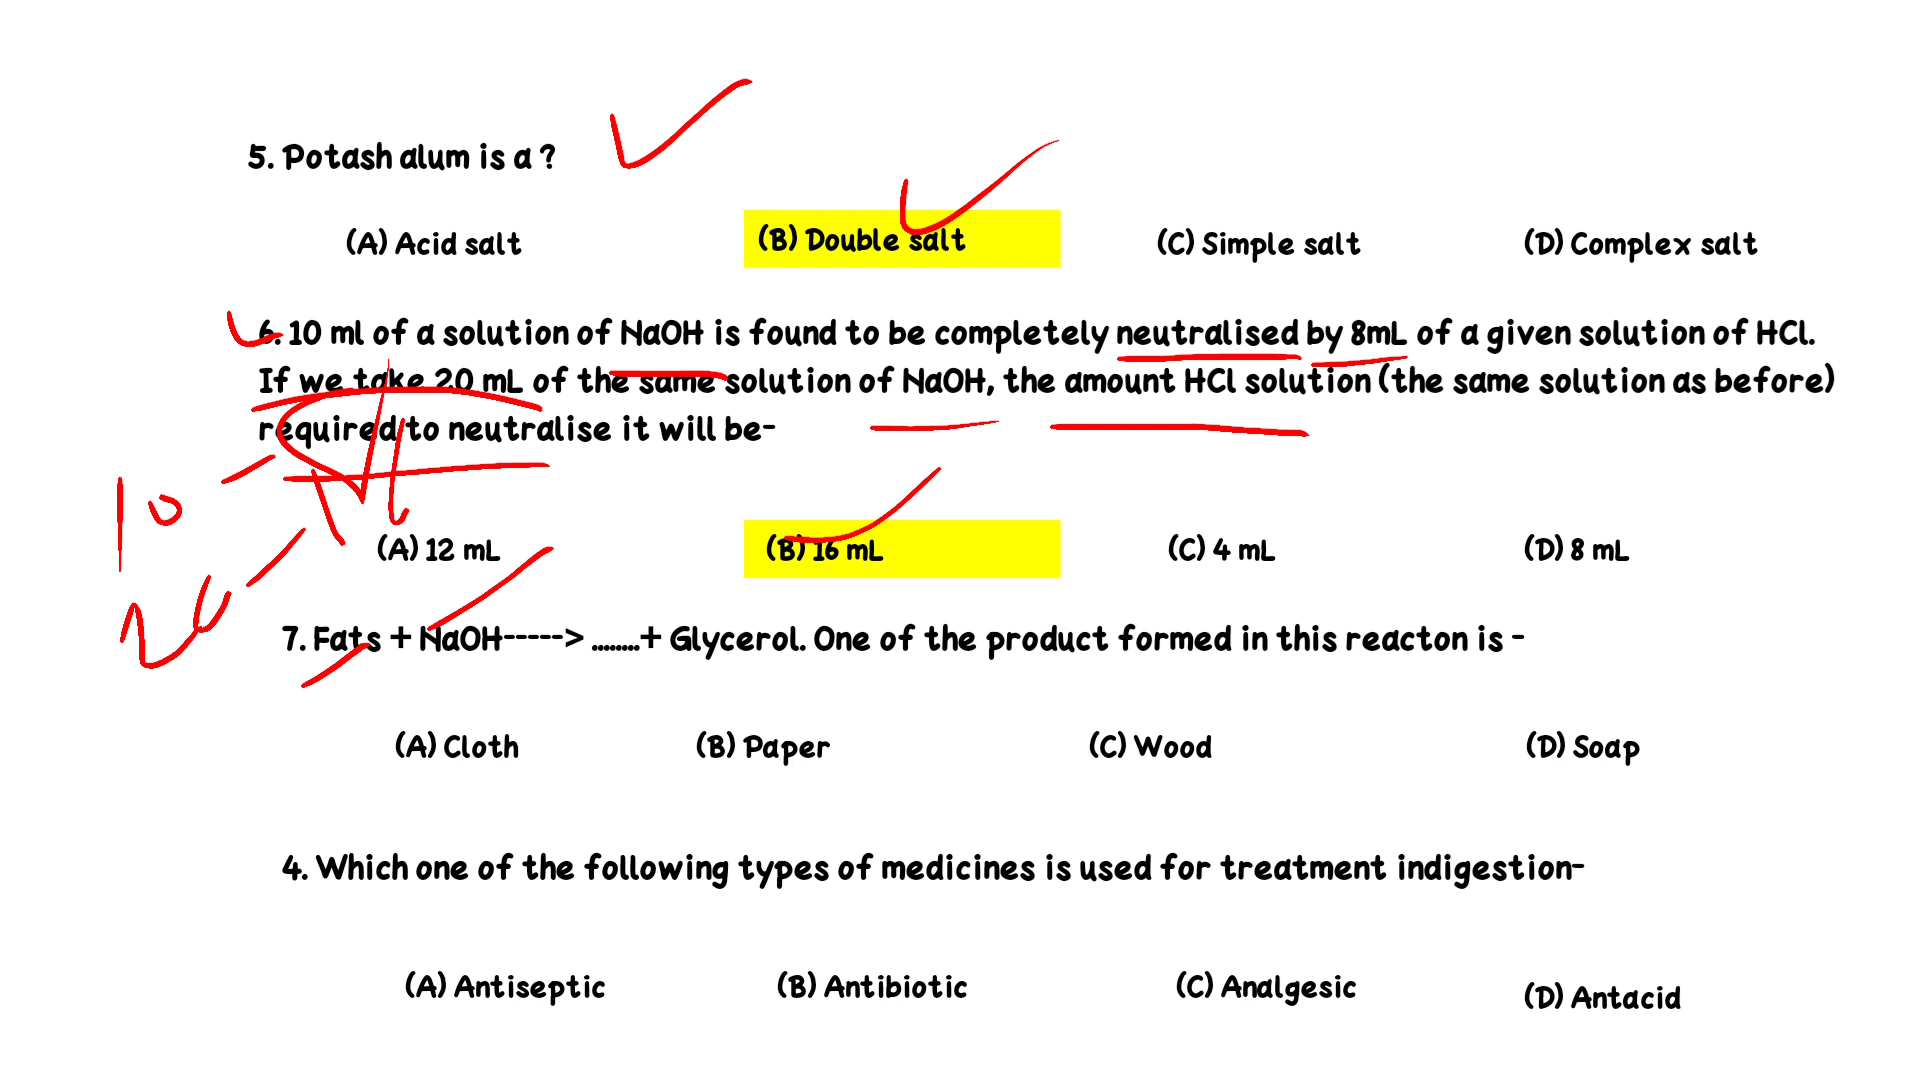 5. Potash alum is a ?
(A) Acid salt (B) Double salt (C) Simple salt (D) Complex salt
6. 10 ml of a solution of NaOH is found to be completely neutralised by 8mL of a given solution of HCl.
If we take 20 mL of the same solution of NaOH, the amount HCl solution (the same solution as before)
required to neutralise it will be-
10
20
(A) 12 mL (B) 16 mL (C) 4 mL (D) 8 mL
7. Fats + NaOH-----> ........+ Glycerol. One of the product formed in this reacton is -
(A) Cloth (B) Paper (C) Wood (D) Soap
4. Which one of the following types of medicines is used for treatment indigestion-
(A) Antiseptic (B) Antibiotic (C) Analgesic (D) Antacid